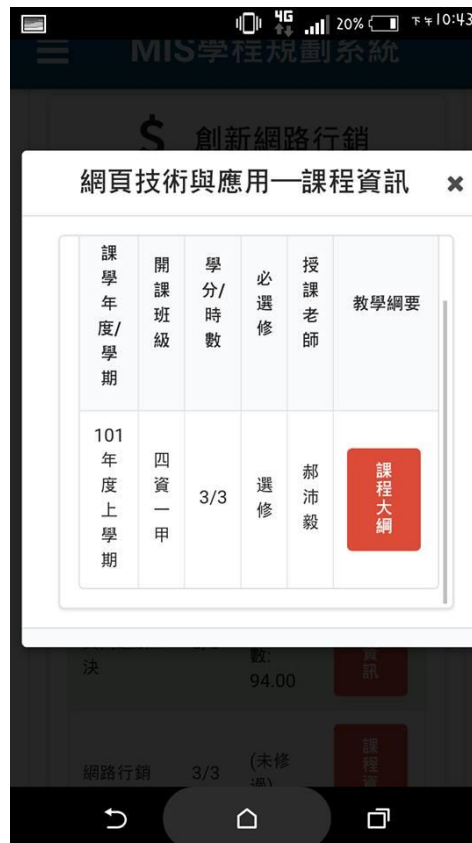 4G 20% 下午10:43
MIS學程規劃系統
$ 創新網路行銷
網頁技術與應用—課程資訊 ×
課學年度/學期 開課班級 學分/時數 必選修 授課老師 教學綱要
101年度上學期 四資一甲 3/3 選修 郝沛毅 課程大綱
決 數: 94.00 資訊
網路行銷 3/3 (未修過) 課程資